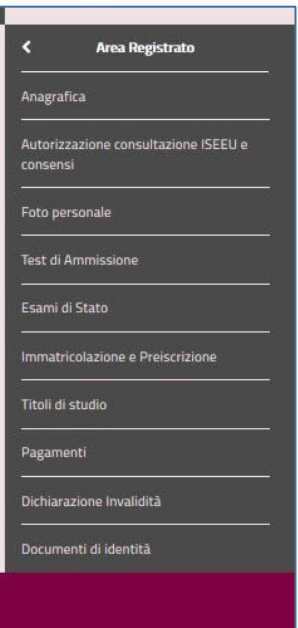 Area Registrato
Anagrafica
Autorizzazione consultazione ISEEU e
consensi
Foto personale
Test di Ammissione
Esami di Stato
Immatricolazione e Preiscrizione
Titoli di studio
Pagamenti
Dichiarazione Invalidità
Documenti di identità